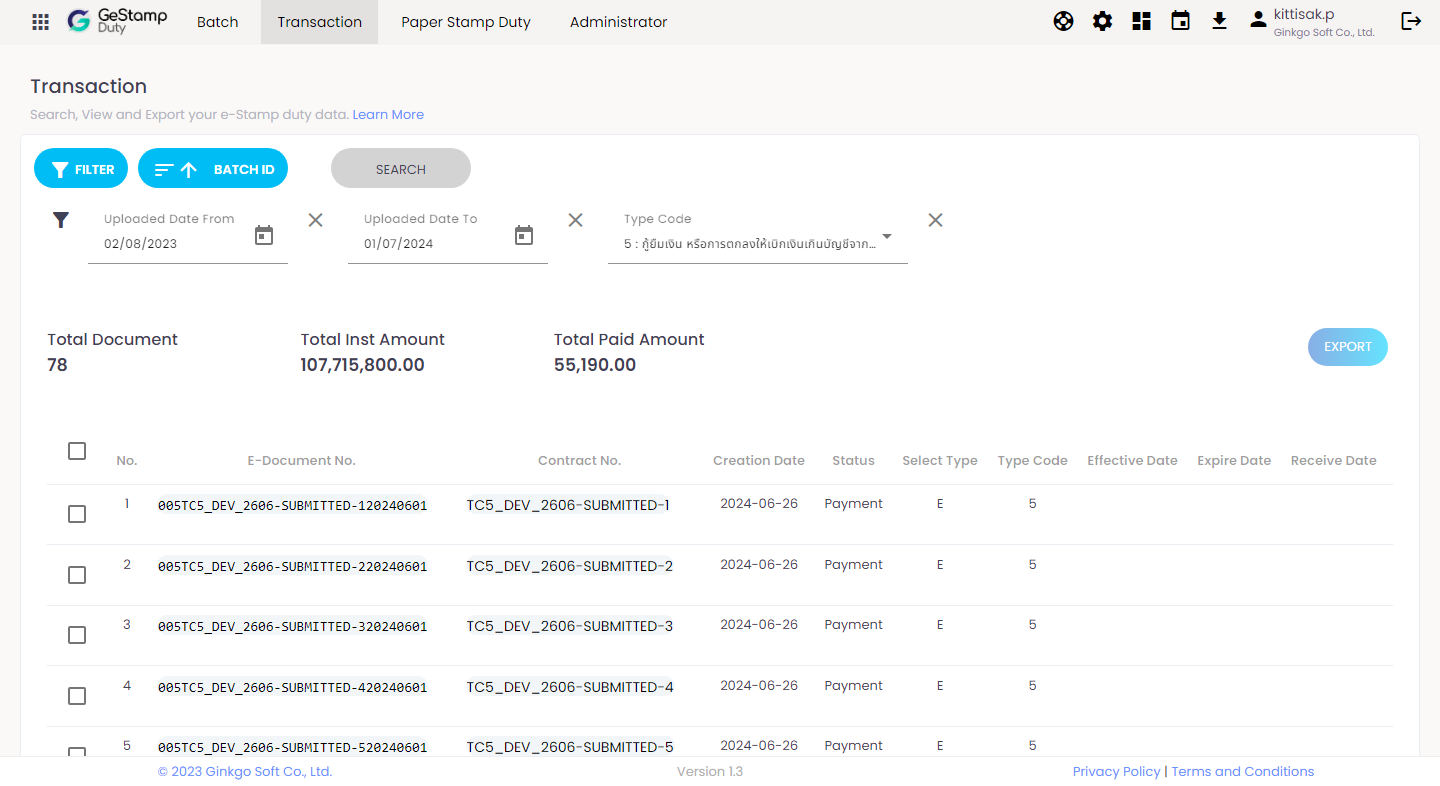 GeStamp
Duty
Batch
Transaction
Paper Stamp Duty
Administrator
kittisak.p
Ginkgo Soft Co., Ltd.
Transaction
Search, View and Export your e-Stamp duty data. Learn More
FILTER
BATCH ID
SEARCH
Uploaded Date From
02/08/2023
Uploaded Date To
01/07/2024
Type Code
5 : กู้ยืมเงิน หรือการตกลงให้เบิกเงินเกินบัญชีจาก...
Total Document
78
Total Inst Amount
107,715,800.00
Total Paid Amount
55,190.00
EXPORT
No. E-Document No. Contract No. Creation Date Status Select Type Type Code Effective Date Expire Date Receive Date
1 005TC5_DEV_2606-SUBMITTED-120240601 TC5_DEV_2606-SUBMITTED-1 2024-06-26 Payment E 5
2 005TC5_DEV_2606-SUBMITTED-220240601 TC5_DEV_2606-SUBMITTED-2 2024-06-26 Payment E 5
3 005TC5_DEV_2606-SUBMITTED-320240601 TC5_DEV_2606-SUBMITTED-3 2024-06-26 Payment E 5
4 005TC5_DEV_2606-SUBMITTED-420240601 TC5_DEV_2606-SUBMITTED-4 2024-06-26 Payment E 5
5 005TC5_DEV_2606-SUBMITTED-520240601 TC5_DEV_2606-SUBMITTED-5 2024-06-26 Payment E 5
© 2023 Ginkgo Soft Co., Ltd.
Version 1.3
Privacy Policy | Terms and Conditions